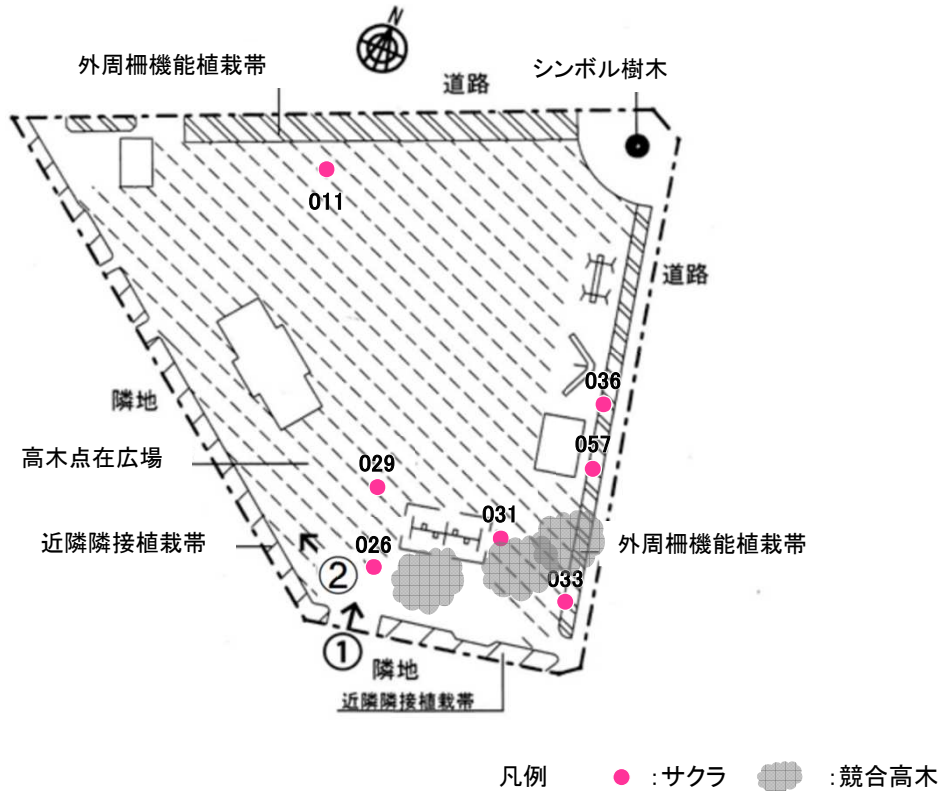 N
外周柵機能植栽帯
道路
シンボル樹木
011
道路
036
隣地
057
高木点在広場
029
031
近隣隣接植栽帯
026
外周柵機能植栽帯
②
033
①
隣地
近隣隣接植栽帯
凡例 :サクラ :競合高木